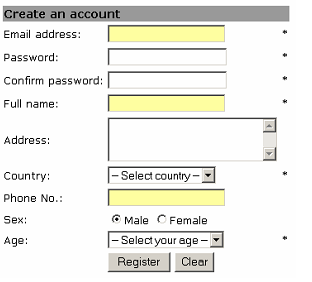 Create an account
Email address: *
Password: *
Confirm password: *
Full name: *
Address:
Country: -- Select country -- *
Phone No.:
Sex: Male Female
Age: -- Select your age -- *
Register Clear